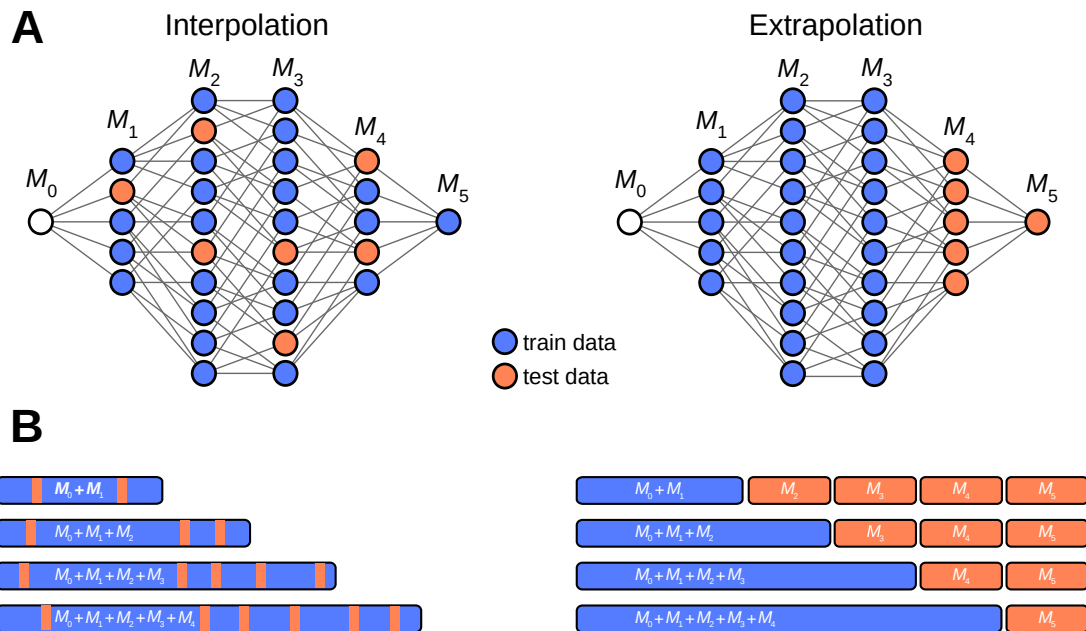 A
Interpolation
Extrapolation
M0 M1 M2 M3 M4 M5
M0 M1 M2 M3 M4 M5
train data
test data
B
M0 + M1
M0 + M1 M2 M3 M4 M5
M0 + M1 + M2
M0 + M1 + M2 M3 M4 M5
M0 + M1 + M2 + M3
M0 + M1 + M2 + M3 M4 M5
M0 + M1 + M2 + M3 + M4
M0 + M1 + M2 + M3 + M4 M5